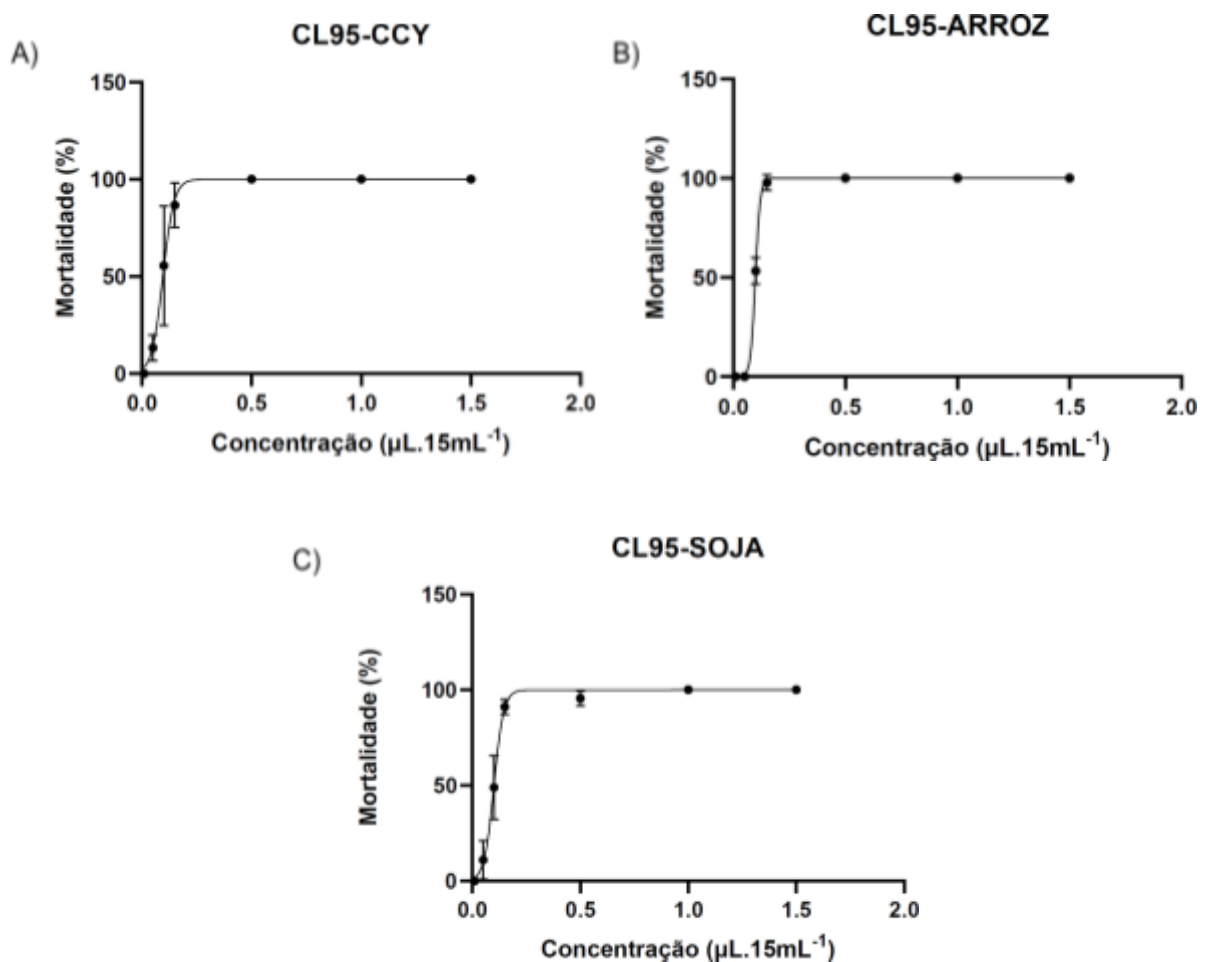 A)
CL95-CCY
150
100
50
0
Mortalidade (%)
0.0 0.5 1.0 1.5 2.0
Concentração (µL.15mL⁻¹)
B)
CL95-ARROZ
150
100
50
0
Mortalidade (%)
0.0 0.5 1.0 1.5 2.0
Concentração (µL.15mL⁻¹)
C)
CL95-SOJA
150
100
50
0
Mortalidade (%)
0.0 0.5 1.0 1.5 2.0
Concentração (µL.15mL⁻¹)